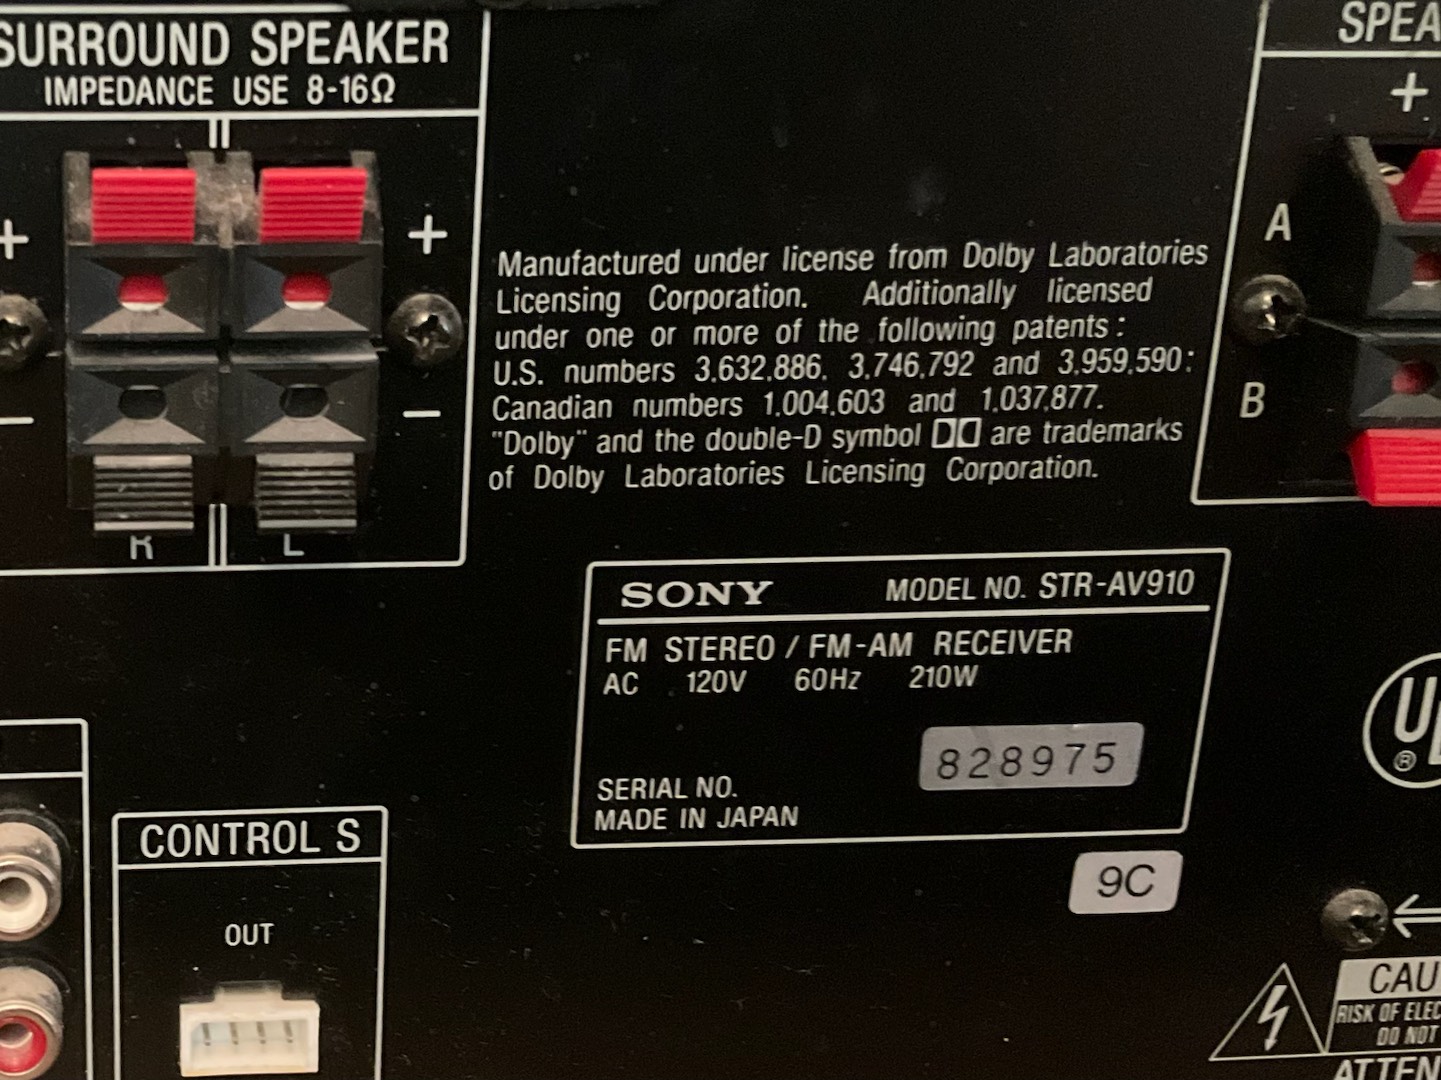 SURROUND SPEAKER
IMPEDANCE USE 8-16Ω
+ +
− −
R L
SPEA
+
A
B
Manufactured under license from Dolby Laboratories
Licensing Corporation. Additionally licensed
under one or more of the following patents:
U.S. numbers 3,632,886, 3,746,792 and 3,959,590:
Canadian numbers 1,004,603 and 1,037,877.
"Dolby" and the double-D symbol are trademarks
of Dolby Laboratories Licensing Corporation.
SONY MODEL NO. STR-AV910
FM STEREO / FM-AM RECEIVER
AC 120V 60Hz 210W
828975
SERIAL NO.
MADE IN JAPAN
9C
UL
®
CONTROL S
OUT
CAU
RISK OF ELEC
DO NOT
ATTEN